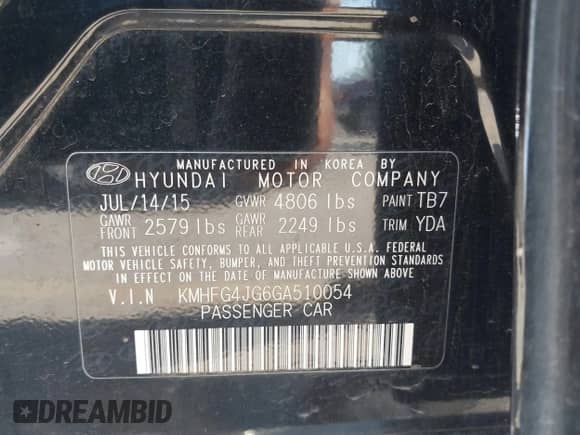 MANUFACTURED IN KOREA BY
HYUNDAI MOTOR COMPANY
JUL/14/15 GVWR 4806 lbs PAINT TB7
GAWR FRONT 2579 lbs GAWR REAR 2249 lbs TRIM YDA
THIS VEHICLE CONFORMS TO ALL APPLICABLE U.S.A. FEDERAL
MOTOR VEHICLE SAFETY, BUMPER, AND THEFT PREVENTION STANDARDS
IN EFFECT ON THE DATE OF MANUFACTURE SHOWN ABOVE.
V.I.N KMHFG4JG6GA510054
PASSENGER CAR
DREAMBID